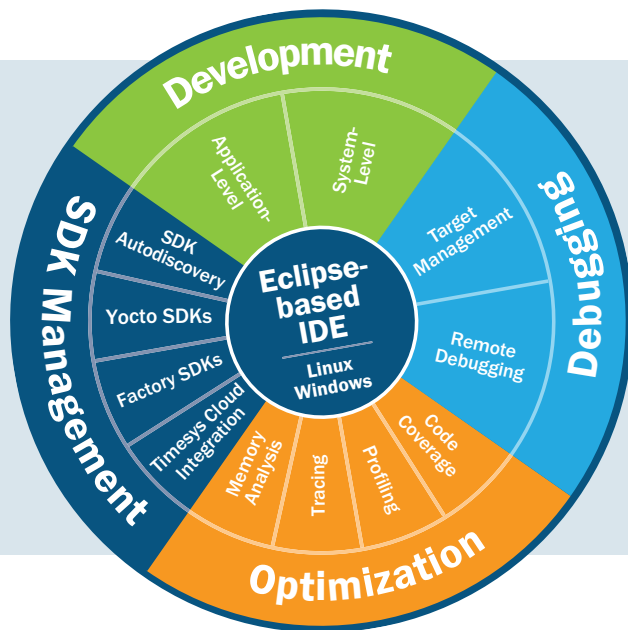 Development
Application-
Level
System-
Level
Debugging
Target
Management
Remote
Debugging
Optimization
Code
Coverage
Profiling
Tracing
Memory
Analysis
SDK Management
SDK
Autodiscovery
Yocto SDKs
Factory SDKs
Timesys Cloud
Integration
Eclipse-
based
IDE
Linux
Windows